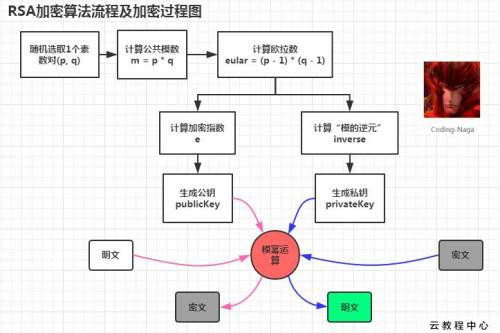 RSA加密算法流程及加密过程图
随机选取1个素
数对(p, q)
计算公共模数
m = p * q
计算欧拉数
eular = (p - 1) * (q - 1)
计算加密指数
e
计算“模的逆元”
inverse
Coding-Naga
生成公钥
publicKey
生成私钥
privateKey
明文
模幂运
算
密文
密文
明文
云教程中心